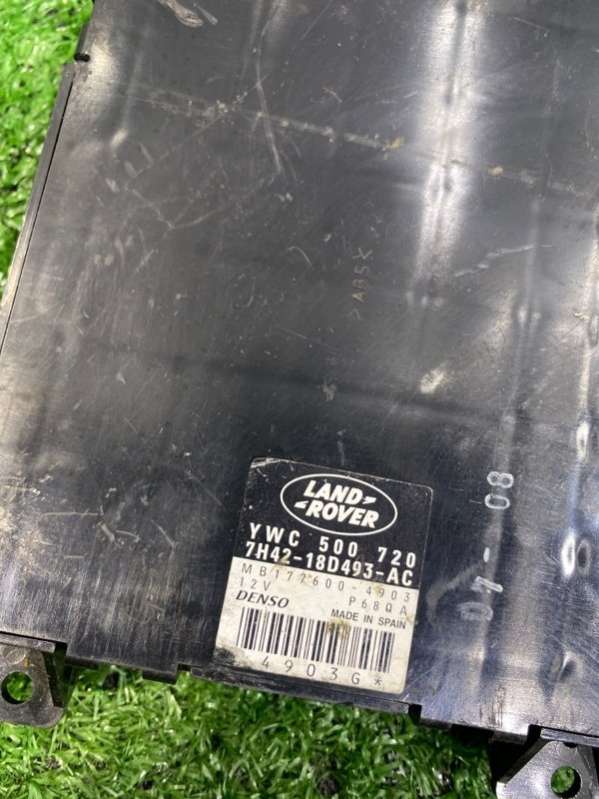 >ABS<
07-08
LAND-
ROVER
YWC 500 720
7H42-18D493-AC
MB177600-4903
12V P68QA
DENSO MADE IN SPAIN
4903G*